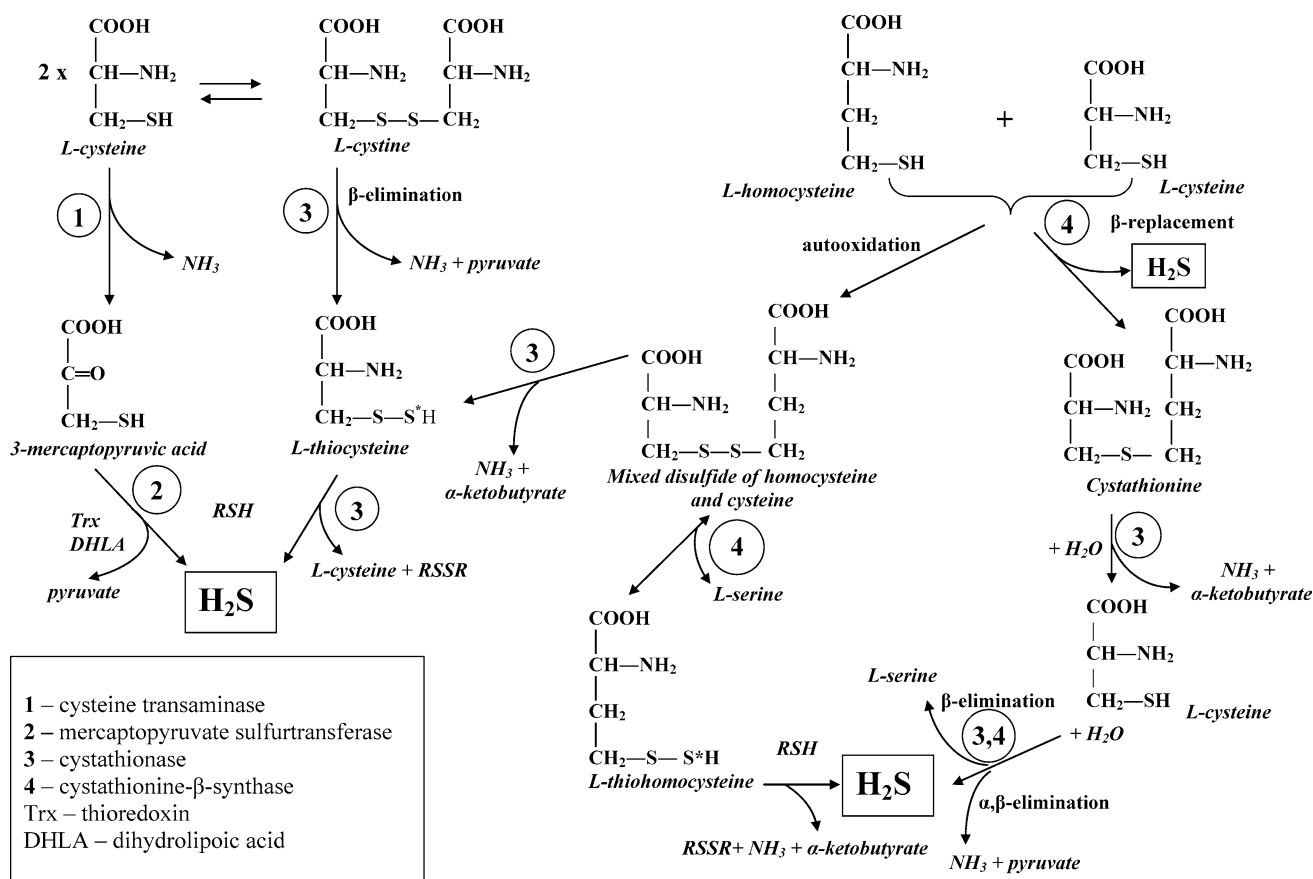 COOH
2 x CH—NH2
CH2—SH
L-cysteine
COOH COOH
CH—NH2 CH—NH2
CH2—S—S—CH2
L-cystine
COOH
CH—NH2
CH2
CH2—SH
L-homocysteine
+
COOH
CH—NH2
CH2—SH
L-cysteine
1
NH3
3
β-elimination
NH3 + pyruvate
autooxidation
4
β-replacement
H2S
COOH
C=O
CH2—SH
3-mercaptopyruvic acid
COOH
CH—NH2
CH2—S—S*H
L-thiocysteine
3
NH3 +
α-ketobutyrate
COOH
COOH CH—NH2
CH—NH2 CH2
CH2—S—S—CH2
Mixed disulfide of homocysteine
and cysteine
COOH
COOH CH—NH2
CH—NH2 CH2
CH2—S—CH2
Cystathionine
2
Trx
DHLA
pyruvate
RSH
3
L-cysteine + RSSR
H2S
4
L-serine
+ H2O
3
NH3 +
α-ketobutyrate
COOH
CH—NH2
CH2
CH2—S—S*H
L-thiohomocysteine
COOH
CH—NH2
CH2—SH
L-cysteine
+ H2O
L-serine
β-elimination
3,4
α,β-elimination
NH3 + pyruvate
RSH
H2S
RSSR+ NH3 + α-ketobutyrate
1 – cysteine transaminase
2 – mercaptopyruvate sulfurtransferase
3 – cystathionase
4 – cystathionine-β-synthase
Trx – thioredoxin
DHLA – dihydrolipoic acid